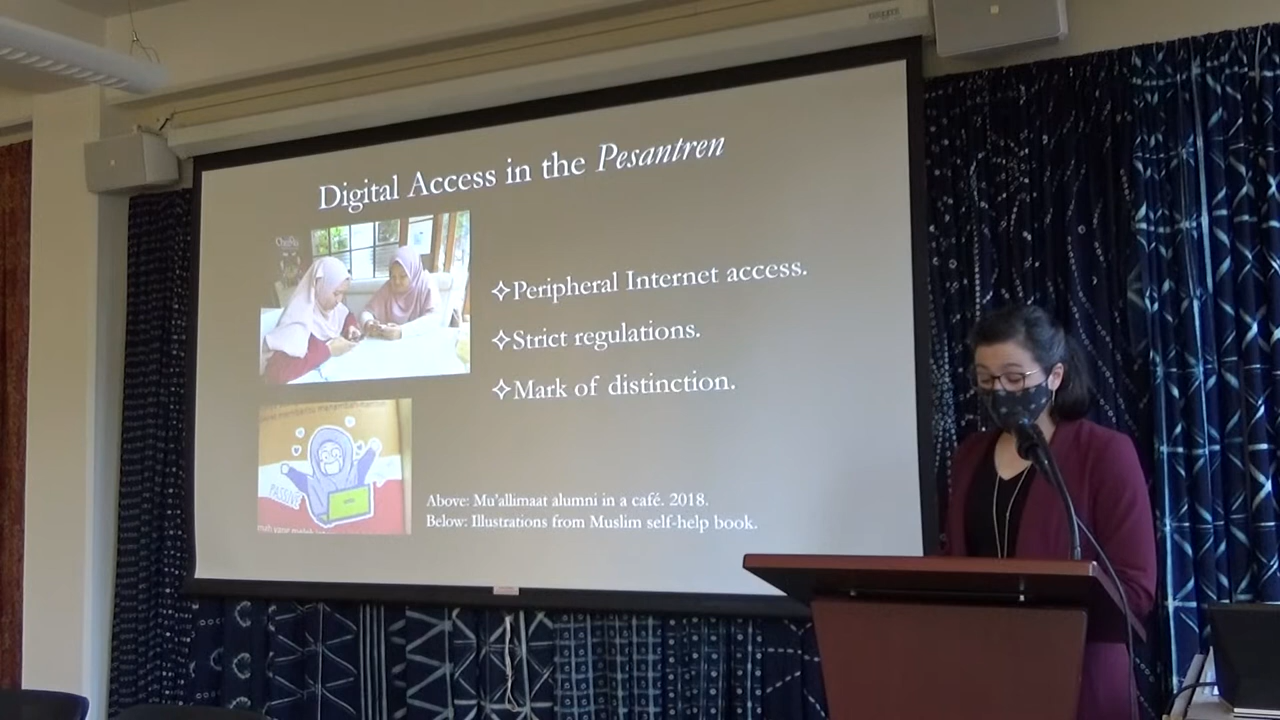 Digital Access in the Pesantren
✧Peripheral Internet access.
✧Strict regulations.
✧Mark of distinction.
PASSIVE
Above: Mu'allimaat alumni in a café. 2018.
Below: Illustrations from Muslim self-help book.